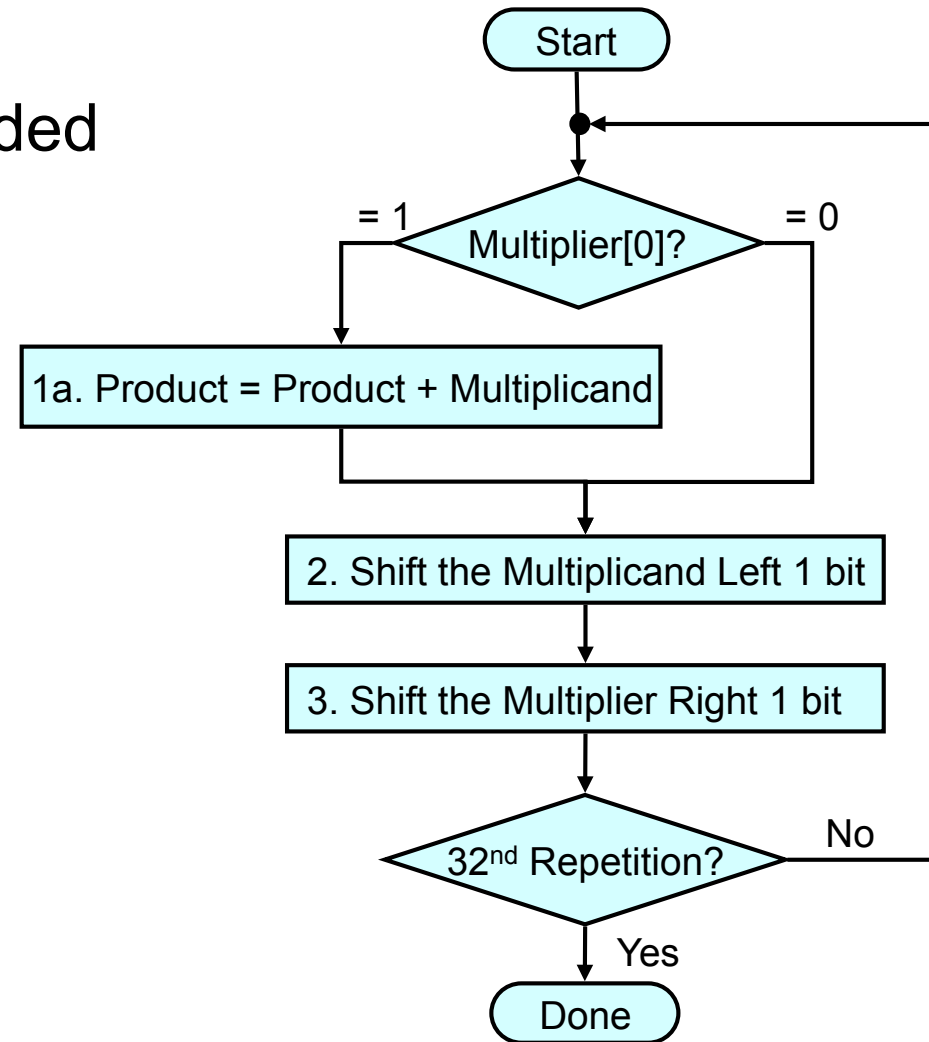 Start
ded
= 1
= 0
Multiplier[0]?
1a. Product = Product + Multiplicand
2. Shift the Multiplicand Left 1 bit
3. Shift the Multiplier Right 1 bit
32nd Repetition?
No
Yes
Done